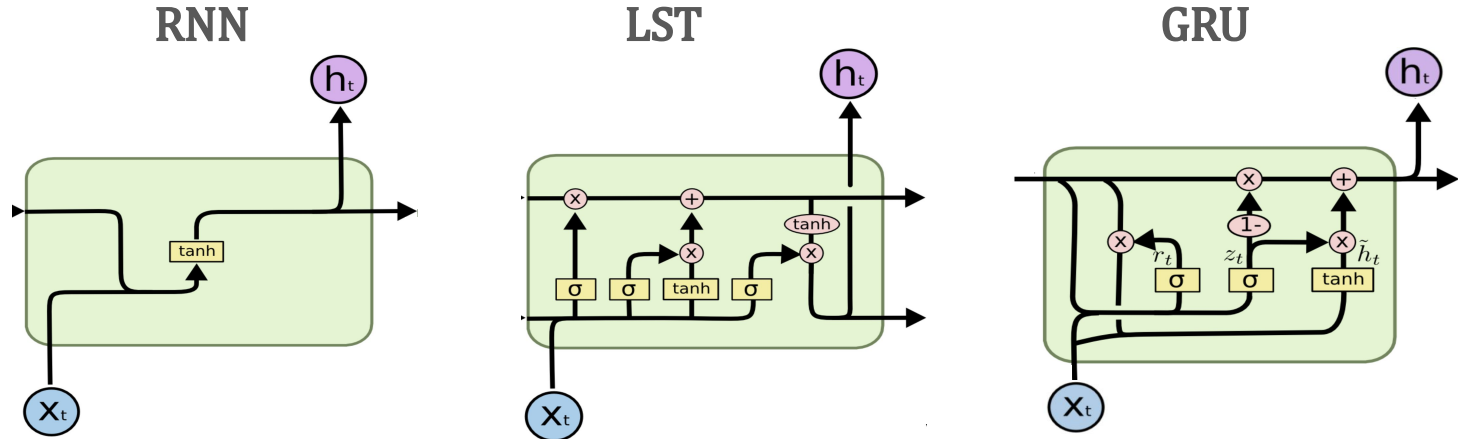 RNN
LST
GRU
hₜ
hₜ
hₜ
x
+
x
+
tanh
1-
tanh
x
x
x
rₜ
zₜ
x
h̃ₜ
σ
σ
tanh
σ
σ
σ
tanh
xₜ
xₜ
xₜ